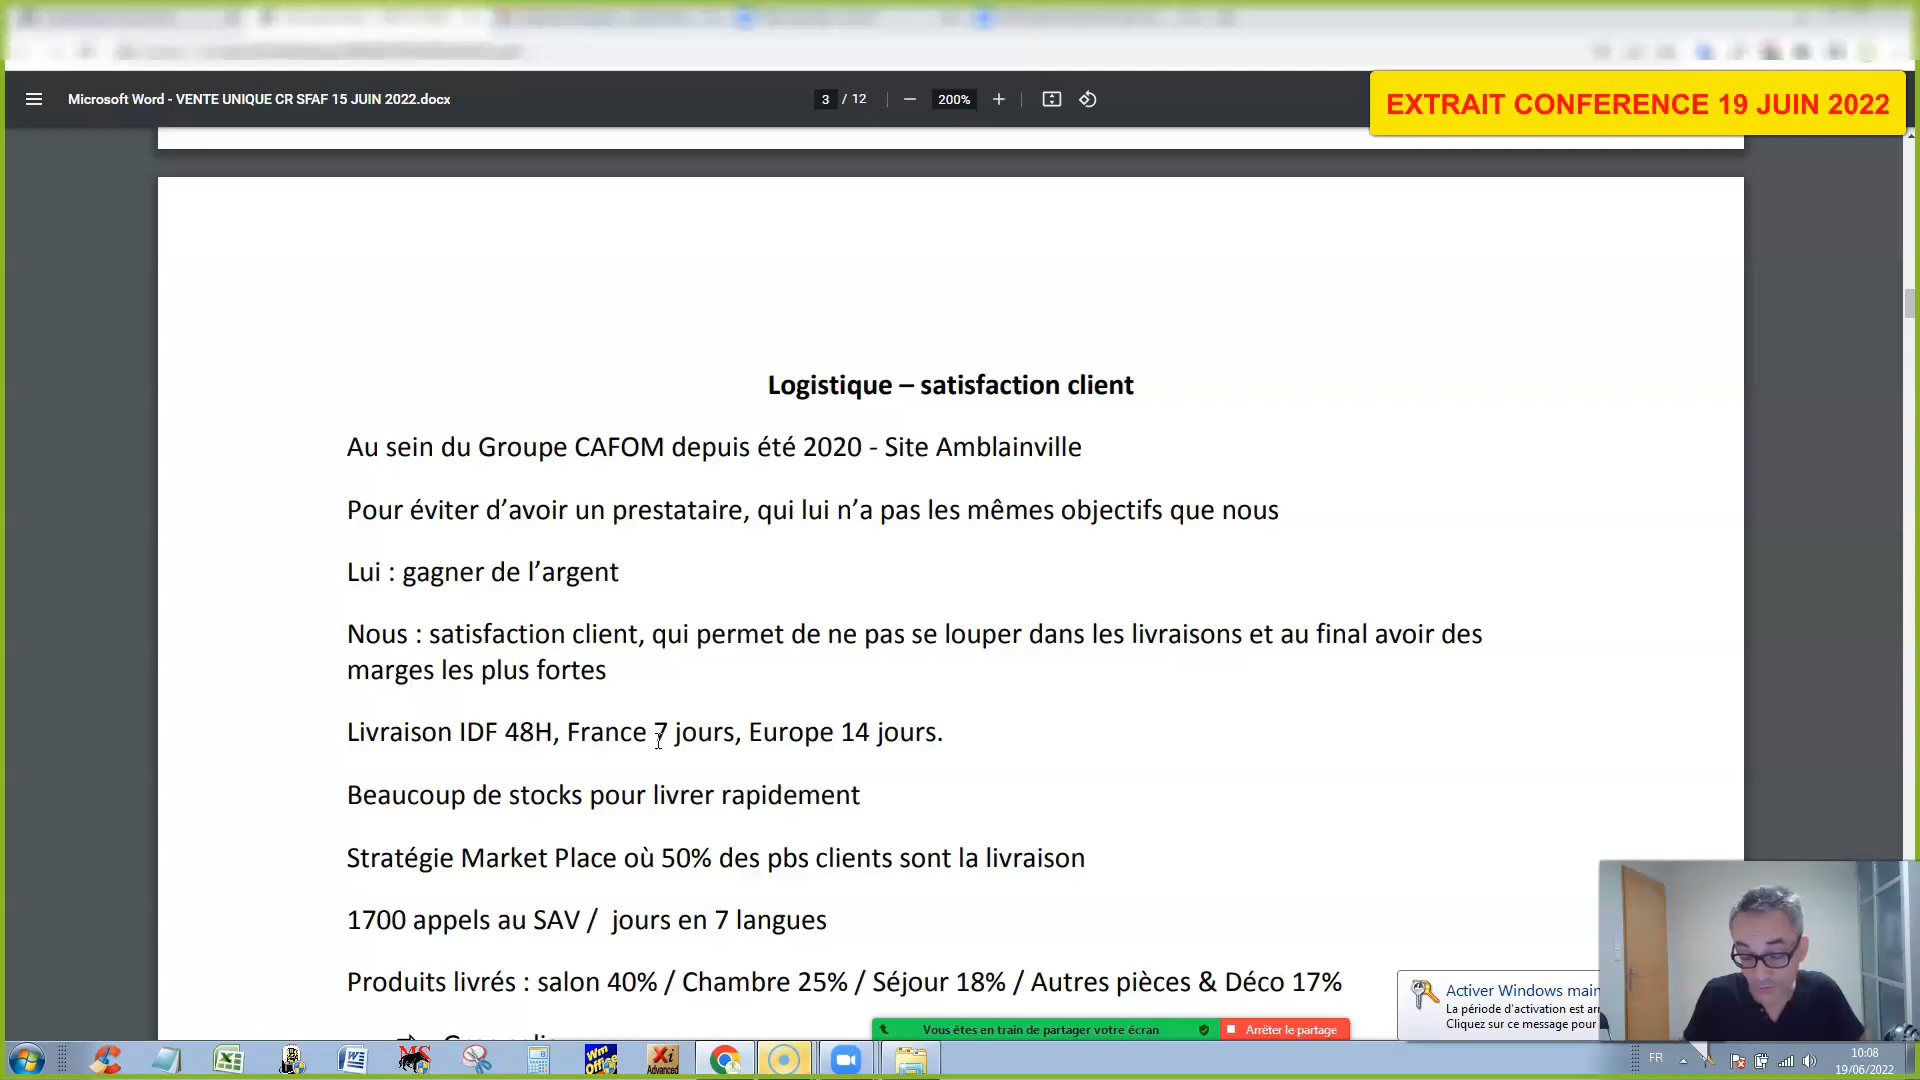 Microsoft Word - VENTE UNIQUE CR SFAF 15 JUIN 2022.docx
3 / 12
200%
EXTRAIT CONFERENCE 19 JUIN 2022
Logistique – satisfaction client
Au sein du Groupe CAFOM depuis été 2020 - Site Amblainville
Pour éviter d’avoir un prestataire, qui lui n’a pas les mêmes objectifs que nous
Lui : gagner de l’argent
Nous : satisfaction client, qui permet de ne pas se louper dans les livraisons et au final avoir des
marges les plus fortes
Livraison IDF 48H, France 7 jours, Europe 14 jours.
Beaucoup de stocks pour livrer rapidement
Stratégie Market Place où 50% des pbs clients sont la livraison
1700 appels au SAV / jours en 7 langues
Produits livrés : salon 40% / Chambre 25% / Séjour 18% / Autres pièces & Déco 17%
Activer Windows main
La période d'activation est ar
Cliquez sur ce message pour
Vous êtes en train de partager votre écran
Arrêter le partage
Wm
Office
Xi
Advanced
FR
10:08
19/06/2022